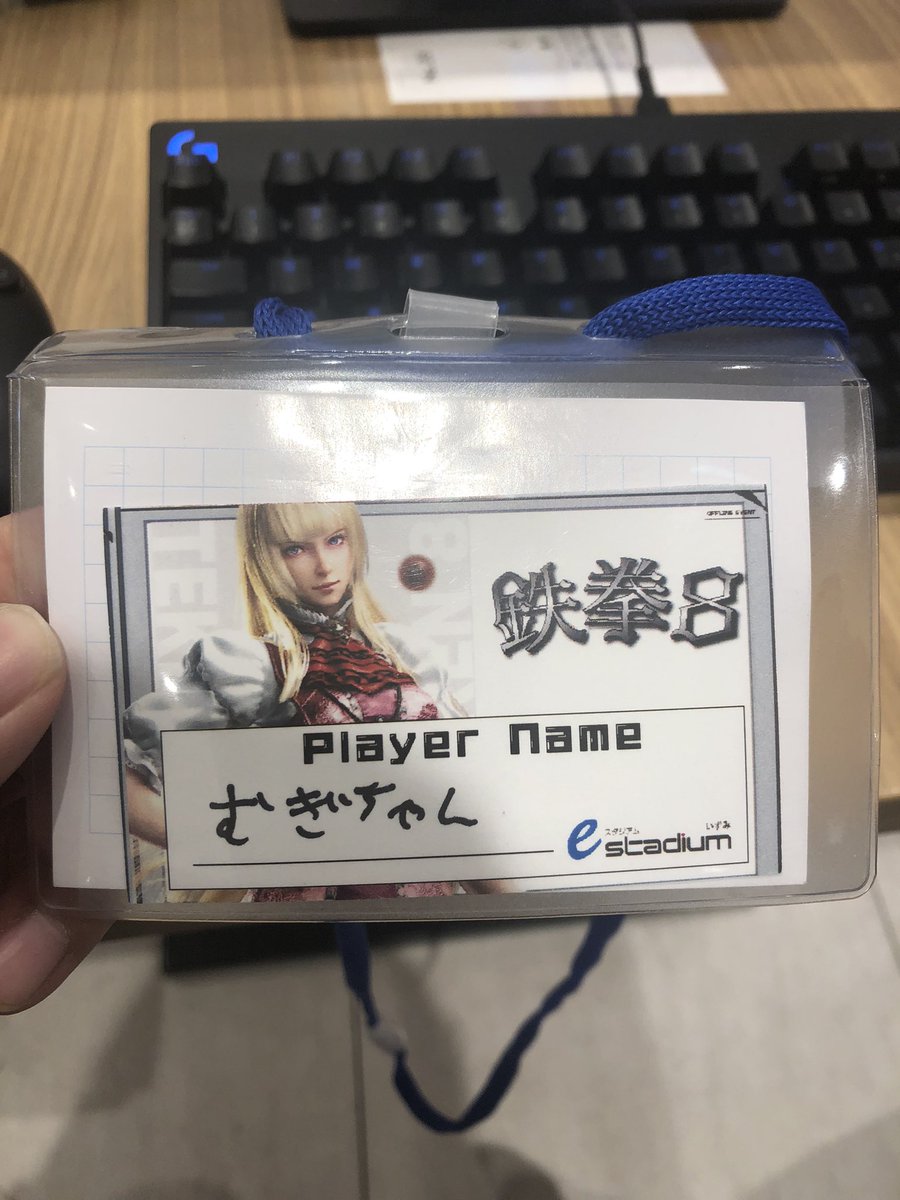 OFFLINE EVENT
鉄拳8
Player Name
むぎちゃん
スタジアム いずみ
e stadium